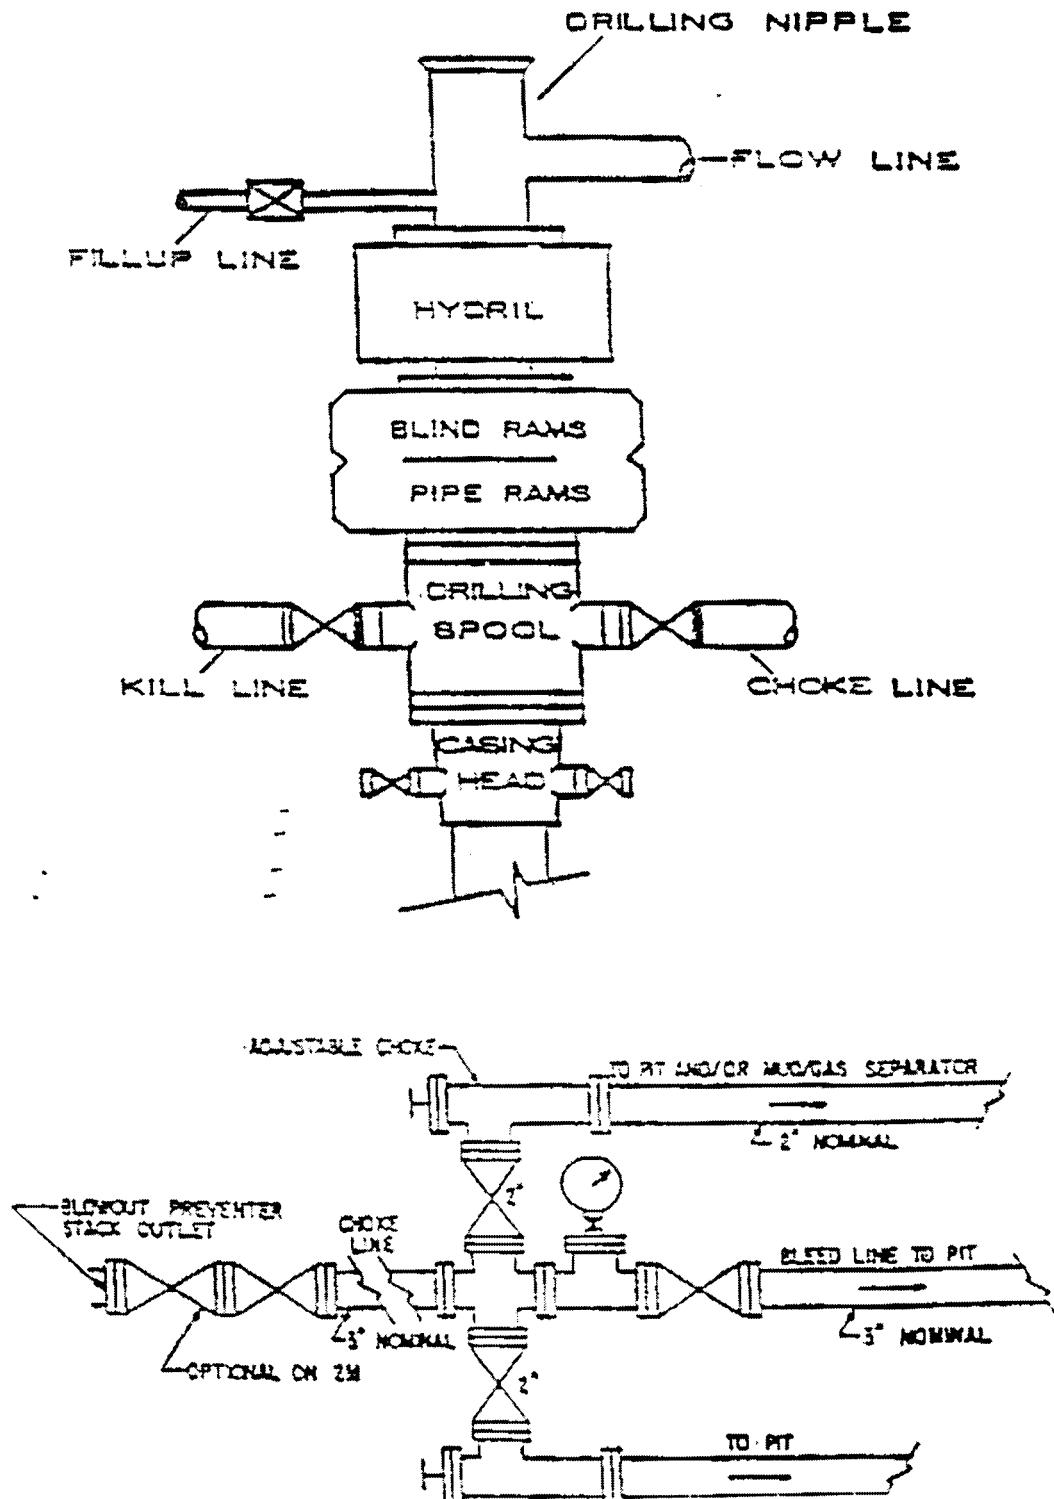 DRILLING NIPPLE
FLOW LINE
FILLUP LINE
HYDRIL
BLIND RAMS
PIPE RAMS
DRILLING
SPOOL
KILL LINE
CHOKE LINE
CASING
HEAD
ADJUSTABLE CHOKE
TO PIT AND/OR MUD/GAS SEPARATOR
2" NOMINAL
2"
BLOWOUT PREVENTER
STACK OUTLET
CHOKE
LINE
BLEED LINE TO PIT
3" NOMINAL
3" NOMINAL
OPTIONAL ON 2M
2"
TO PIT